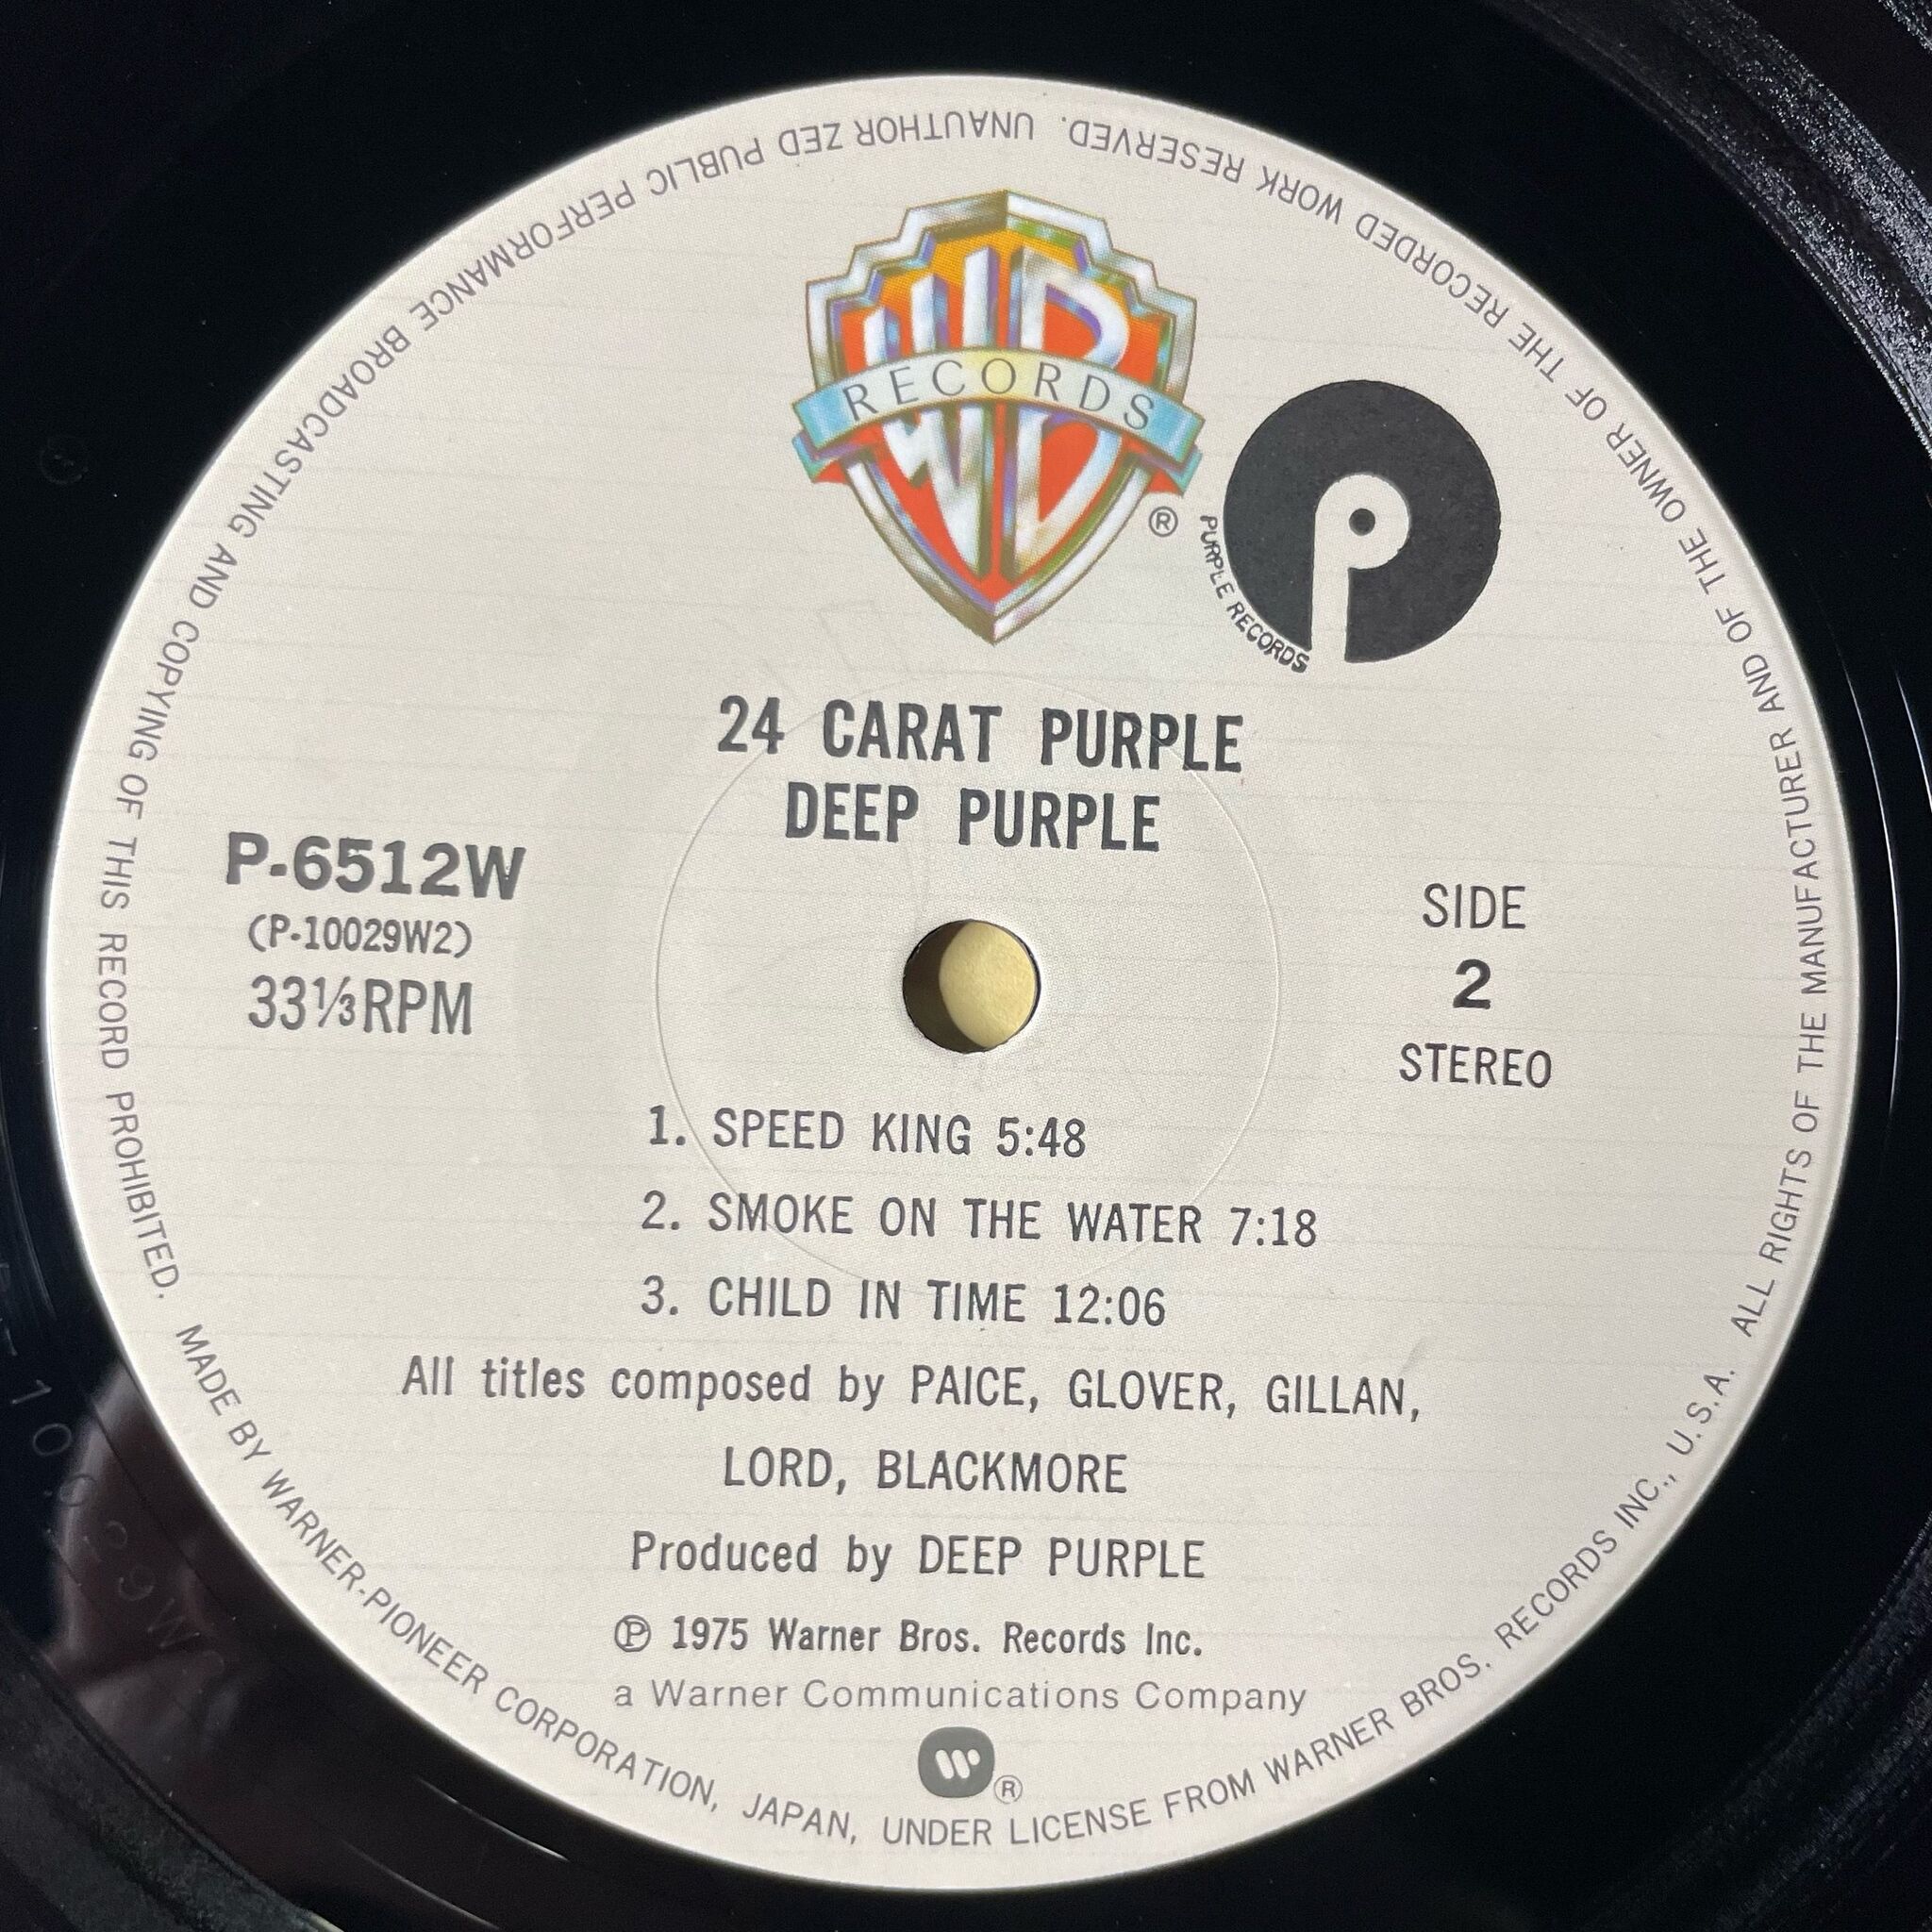 WB
RECORDS
®
P
PURPLE RECORDS
24 CARAT PURPLE
DEEP PURPLE
P-6512W
(P-10029W2)
33⅓RPM
SIDE
2
STEREO
1. SPEED KING 5:48
2. SMOKE ON THE WATER 7:18
3. CHILD IN TIME 12:06
All titles composed by PAICE, GLOVER, GILLAN,
LORD, BLACKMORE
Produced by DEEP PURPLE
℗ 1975 Warner Bros. Records Inc.
a Warner Communications Company
W®
MADE BY WARNER-PIONEER CORPORATION, JAPAN, UNDER LICENSE FROM WARNER BROS. RECORDS INC., U.S.A. ALL RIGHTS OF THE MANUFACTURER AND OF THE OWNER OF THE RECORDED WORK RESERVED. UNAUTHOR ZED PUBLIC PERFORMANCE BROADCASTING AND COPYING OF THIS RECORD PROHIBITED.